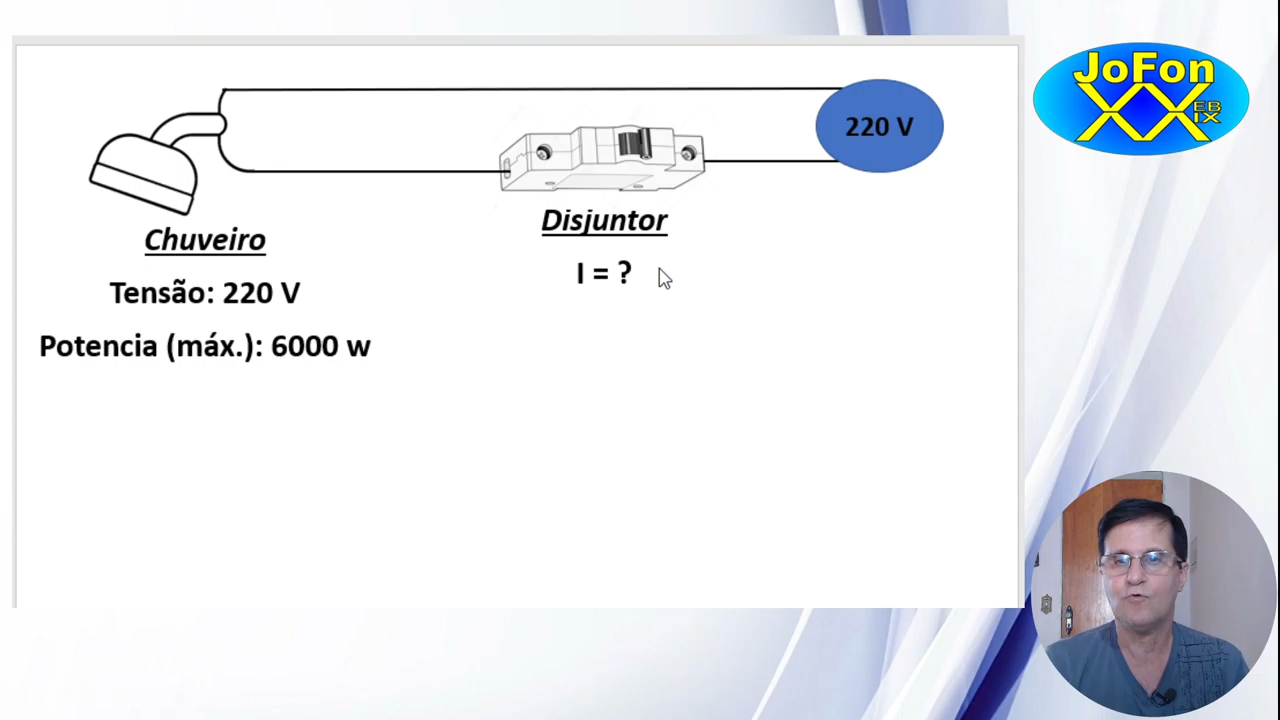 JoFon
EB
IX
220 V
Disjuntor
Chuveiro
I = ?
Tensão: 220 V
Potencia (máx.): 6000 w